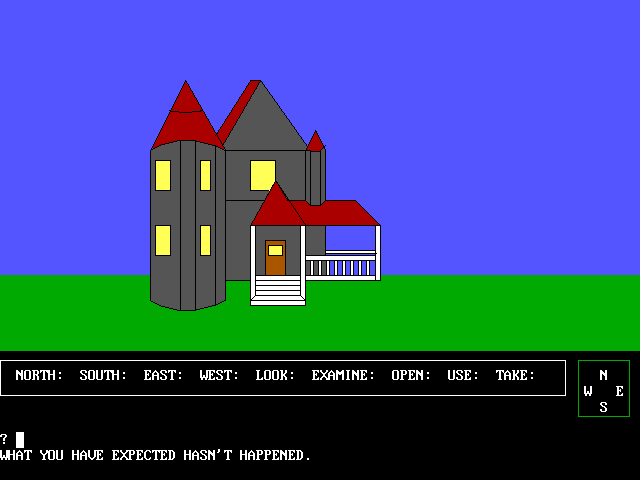 NORTH: SOUTH: EAST: WEST: LOOK: EXAMINE: OPEN: USE: TAKE:
N
W E
S
?
WHAT YOU HAVE EXPECTED HASN'T HAPPENED.